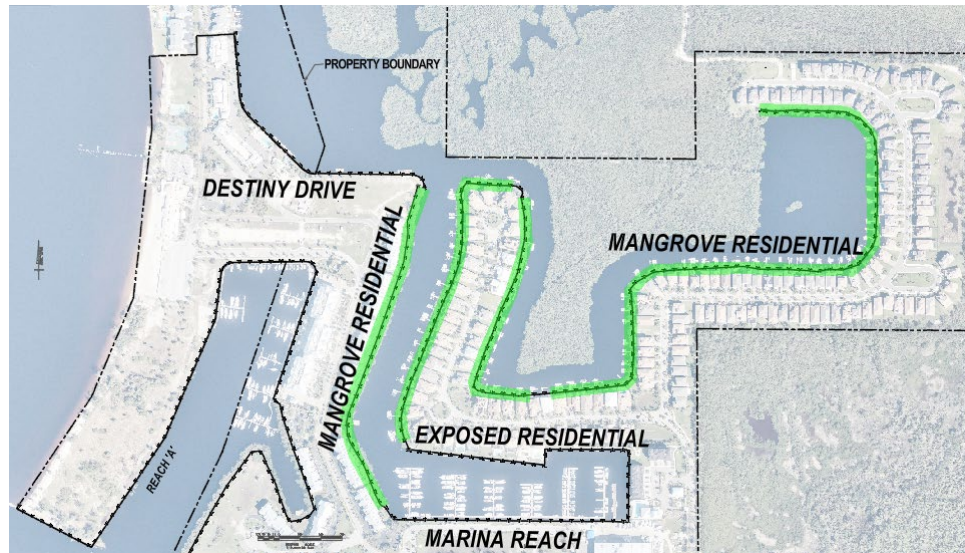 PROPERTY BOUNDARY
DESTINY DRIVE
MANGROVE RESIDENTIAL
MANGROVE RESIDENTIAL
EXPOSED RESIDENTIAL
REACH 'A'
MARINA REACH